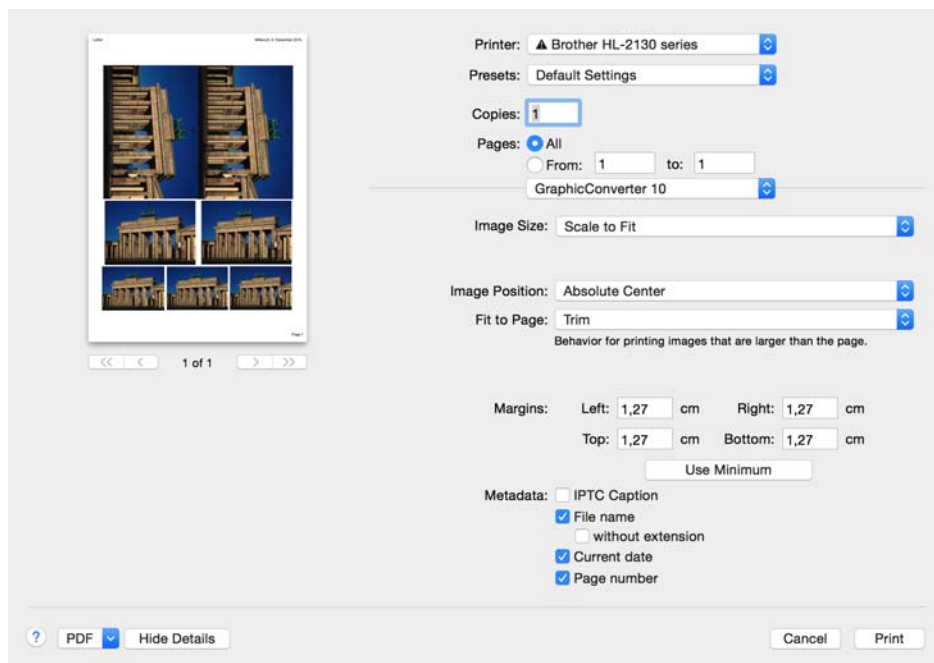 Printer: Brother HL-2130 series
Presets: Default Settings
Copies: 1
Pages: All
From: 1 to: 1
GraphicConverter 10
Image Size: Scale to Fit
Image Position: Absolute Center
Fit to Page: Trim
Behavior for printing images that are larger than the page.
Page 1
<< < 1 of 1 > >>
Margins: Left: 1,27 cm Right: 1,27 cm
Top: 1,27 cm Bottom: 1,27 cm
Use Minimum
Metadata: IPTC Caption
File name
without extension
Current date
Page number
? PDF Hide Details Cancel Print